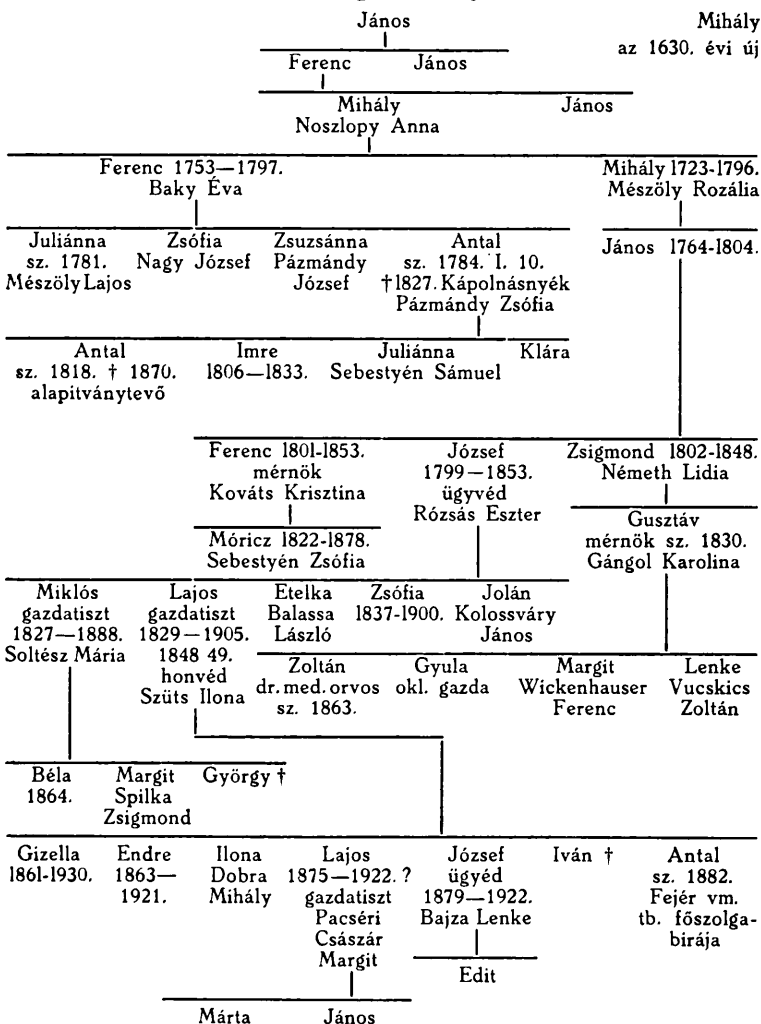 János Mihály
az 1630. évi új
Ferenc János
Mihály János
Noszlopy Anna
Ferenc 1753—1797. Mihály 1723-1796.
Baky Éva Mészöly Rozália
Juliánna Zsófia Zsuzsánna Antal János 1764-1804.
sz. 1781. Nagy József Pázmándy sz. 1784. I. 10.
Mészöly Lajos József †1827. Kápolnásnyék
Pázmándy Zsófia
Antal Imre Juliánna Klára
sz. 1818. † 1870. 1806—1833. Sebestyén Sámuel
alapitványtevő
Ferenc 1801-1853. József Zsigmond 1802-1848.
mérnök 1799—1853. Németh Lidia
Kováts Krisztina ügyvéd
Rózsás Eszter
Gusztáv
Móricz 1822-1878. mérnök sz. 1830.
Sebestyén Zsófia Gángol Karolina
Miklós Lajos Etelka Zsófia Jolán
gazdatiszt gazdatiszt Balassa 1837-1900. Kolossváry
1827—1888. 1829—1905. László János
Soltész Mária 1848 49.
honvéd
Szüts Ilona
Zoltán Gyula Margit Lenke
dr. med. orvos okl. gazda Wickenhauser Vucskics
sz. 1863. Ferenc Zoltán
Béla Margit György †
1864. Spilka
Zsigmond
Gizella Endre Ilona Lajos József Iván † Antal
1861-1930. 1863— Dobra 1875—1922. ? ügyéd sz. 1882.
1921. Mihály gazdatiszt 1879—1922. Fejér vm.
Pacséri Bajza Lenke tb. főszolga-
Császár birája
Margit
Edit
Márta János